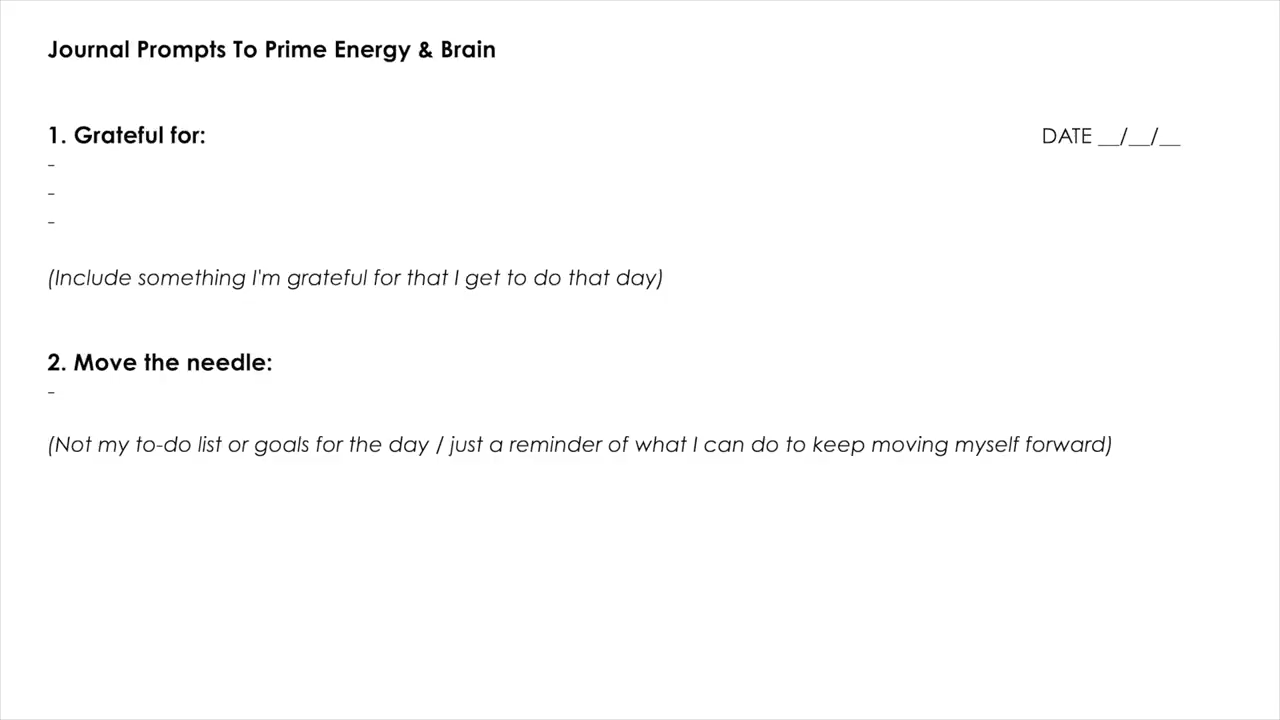 Journal Prompts To Prime Energy & Brain
1. Grateful for:
DATE __/__/__
-
-
-
(Include something I'm grateful for that I get to do that day)
2. Move the needle:
-
(Not my to-do list or goals for the day / just a reminder of what I can do to keep moving myself forward)